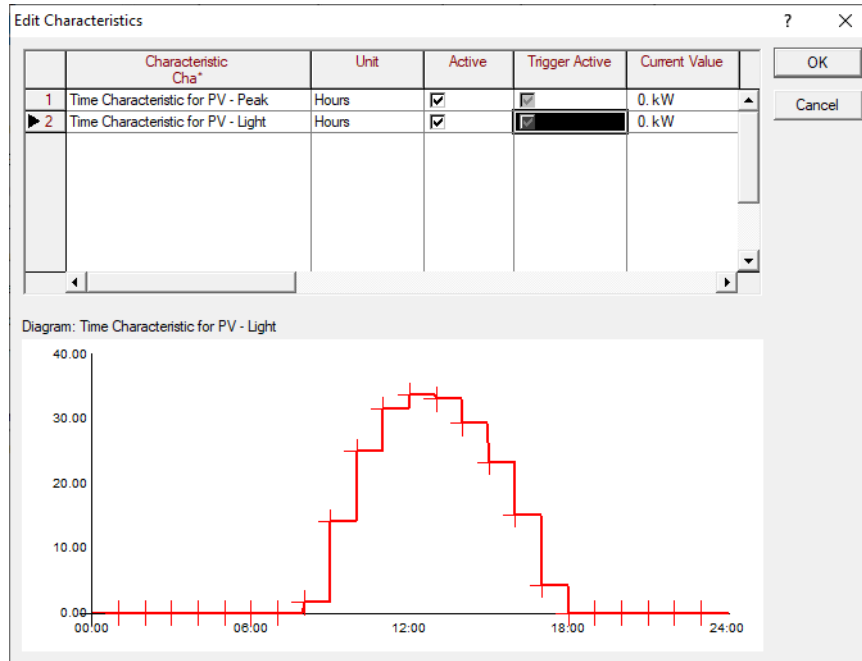 Edit Characteristics ?
Characteristic Unit Active Trigger Active Current Value OK
Cha*
1 Time Characteristic for PV - Peak Hours 0. kW
2 Time Characteristic for PV - Light Hours 0. kW
Cancel
Diagram: Time Characteristic for PV - Light
40.00
30.00
20.00
10.00
0.00
00:00 06:00 12:00 18:00 24:00